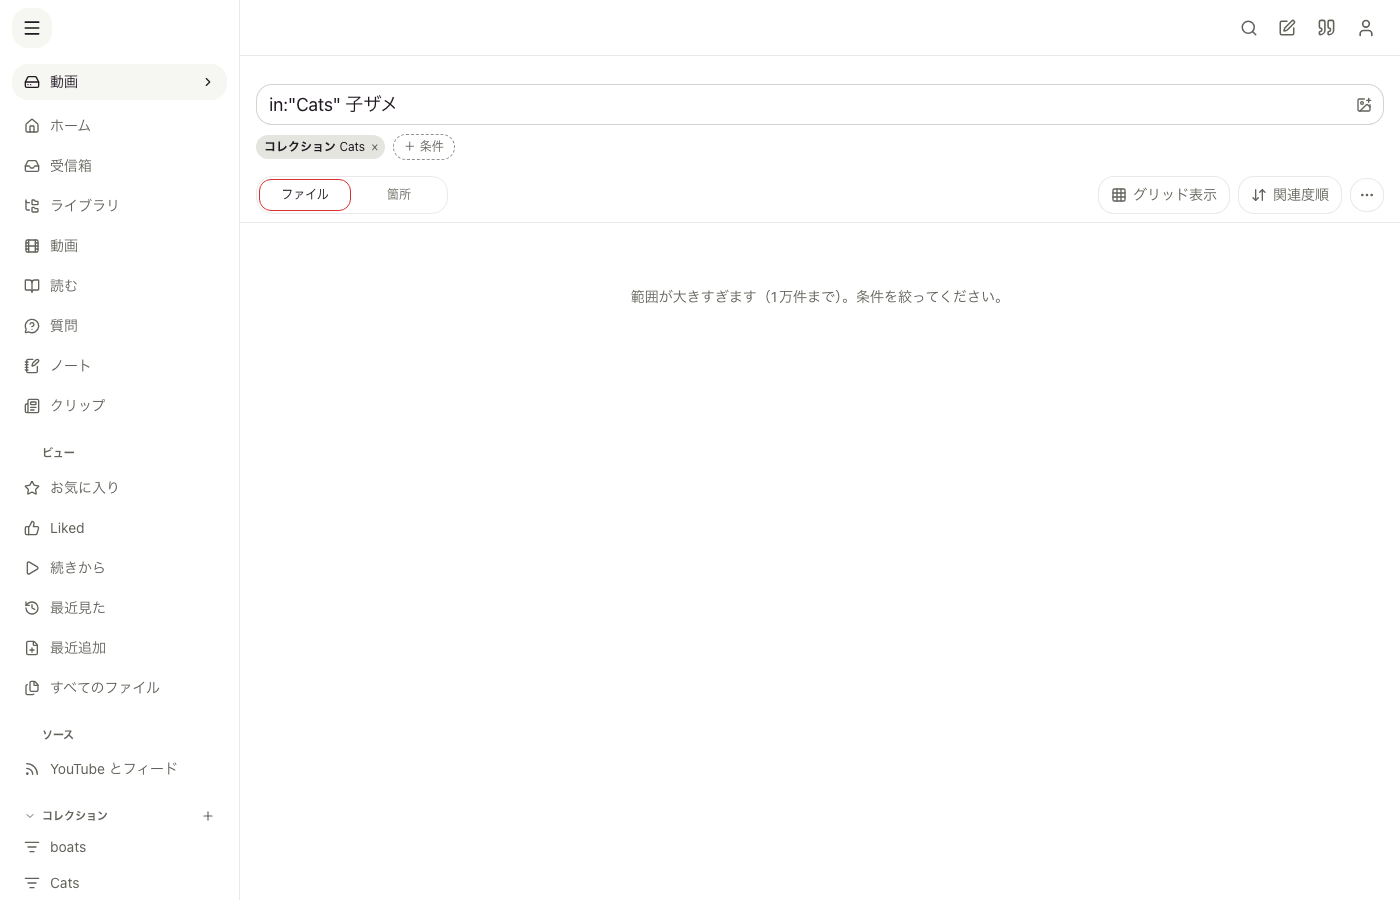 動画
ホーム
受信箱
ライブラリ
動画
読む
質問
ノート
クリップ
ビュー
お気に入り
Liked
続きから
最近見た
最近追加
すべてのファイル
ソース
YouTube とフィード
コレクション
boats
Cats
in:"Cats" 子ザメ
コレクション Cats ×
+ 条件
ファイル 箇所
グリッド表示 関連度順
範囲が大きすぎます（1万件まで）。条件を絞ってください。